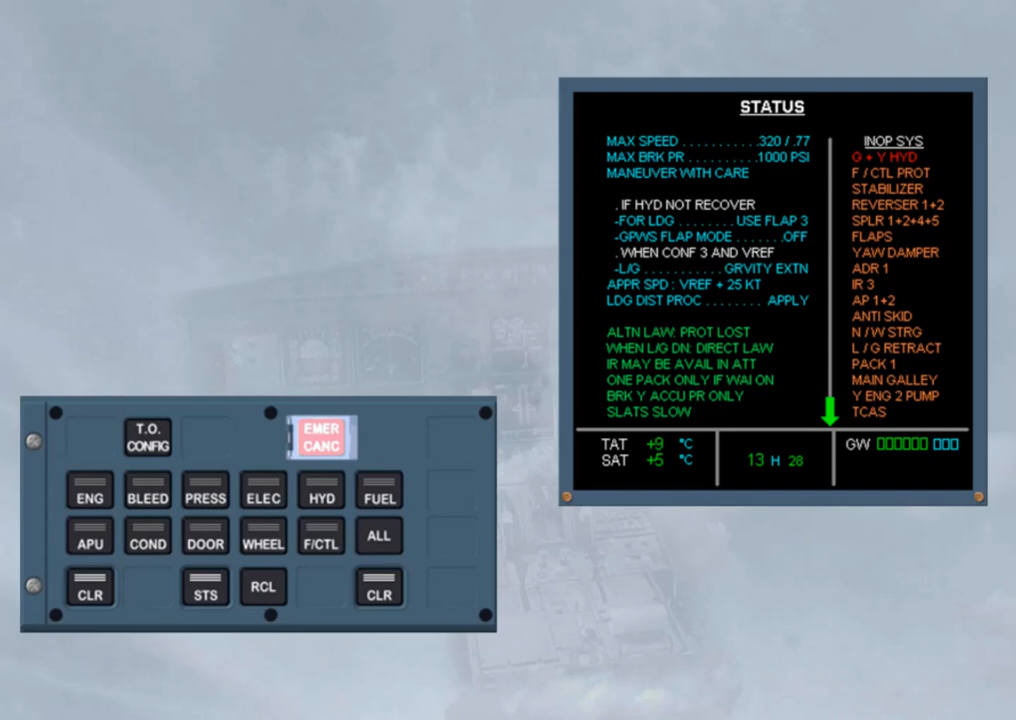 STATUS
MAX SPEED . . . . . . . . . . .320 / .77
MAX BRK PR . . . . . . . . . .1000 PSI
MANEUVER WITH CARE
. IF HYD NOT RECOVER
-FOR LDG . . . . . . . . USE FLAP 3
-GPWS FLAP MODE . . . . . . .OFF
. WHEN CONF 3 AND VREF
-L/G . . . . . . . . . . . GRVITY EXTN
APPR SPD : VREF + 25 KT
LDG DIST PROC . . . . . . . . APPLY
ALTN LAW: PROT LOST
WHEN L/G DN: DIRECT LAW
IR MAY BE AVAIL IN ATT
ONE PACK ONLY IF WAI ON
BRK Y ACCU PR ONLY
SLATS SLOW
INOP SYS
G + Y HYD
F / CTL PROT
STABILIZER
REVERSER 1+2
SPLR 1+2+4+5
FLAPS
YAW DAMPER
ADR 1
IR 3
AP 1+2
ANTI SKID
N / W STRG
L / G RETRACT
PACK 1
MAIN GALLEY
Y ENG 2 PUMP
TCAS
TAT +9 °C
SAT +5 °C
13 H 28
GW
T.O.
CONFIG
EMER
CANC
ENG BLEED PRESS ELEC HYD FUEL
APU COND DOOR WHEEL F/CTL ALL
CLR STS RCL CLR